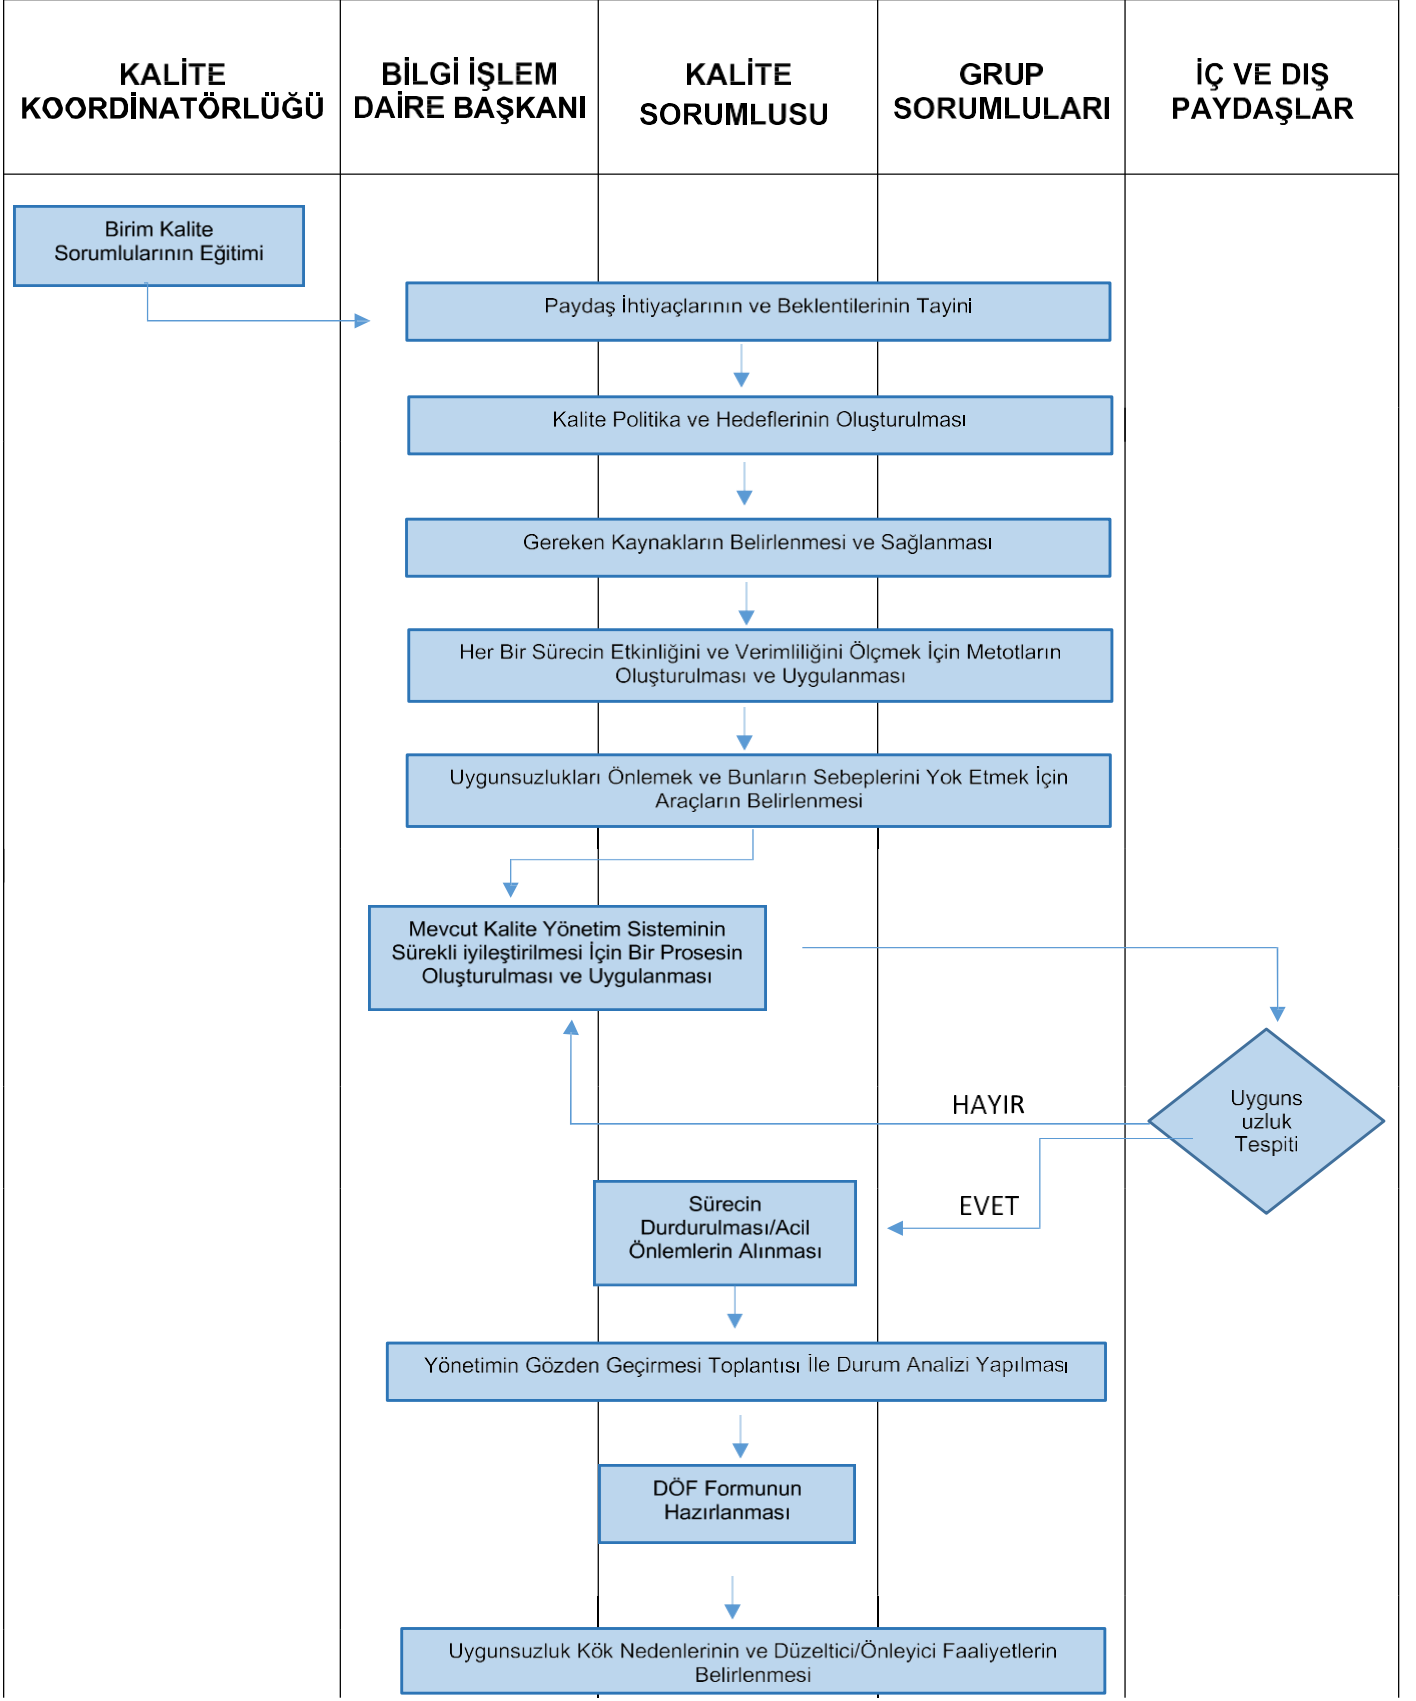 KALİTE
KOORDİNATÖRLÜĞÜ
BİLGİ İŞLEM
DAİRE BAŞKANI
KALİTE
SORUMLUSU
GRUP
SORUMLULARI
İÇ VE DIŞ
PAYDAŞLAR
Birim Kalite
Sorumlularının Eğitimi
Paydaş İhtiyaçlarının ve Beklentilerinin Tayini
Kalite Politika ve Hedeflerinin Oluşturulması
Gereken Kaynakların Belirlenmesi ve Sağlanması
Her Bir Sürecin Etkinliğini ve Verimliliğini Ölçmek İçin Metotların
Oluşturulması ve Uygulanması
Uygunsuzlukları Önlemek ve Bunların Sebeplerini Yok Etmek İçin
Araçların Belirlenmesi
Mevcut Kalite Yönetim Sisteminin
Sürekli iyileştirilmesi İçin Bir Prosesin
Oluşturulması ve Uygulanması
Uyguns
uzluk
Tespiti
HAYIR
EVET
Sürecin
Durdurulması/Acil
Önlemlerin Alınması
Yönetimin Gözden Geçirmesi Toplantısı İle Durum Analizi Yapılması
DÖF Formunun
Hazırlanması
Uygunsuzluk Kök Nedenlerinin ve Düzeltici/Önleyici Faaliyetlerin
Belirlenmesi